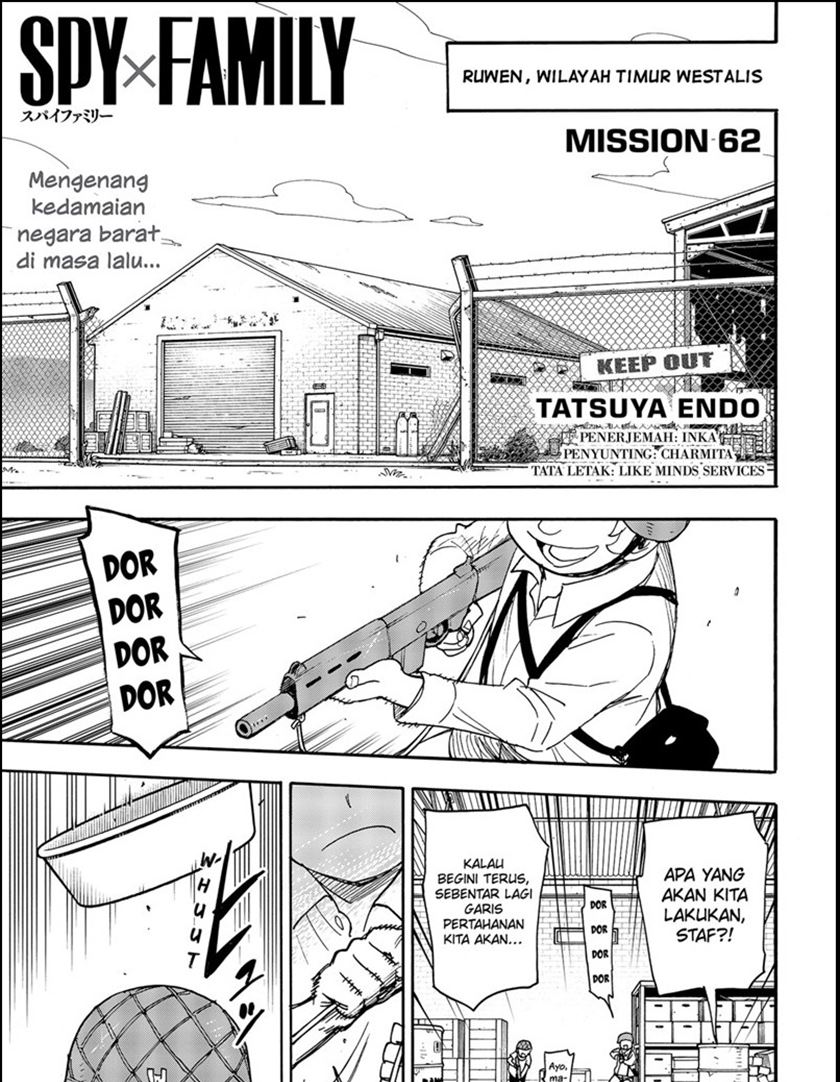 SPY×FAMILY
スパイファミリー
RUWEN, WILAYAH TIMUR WESTALIS
MISSION 62
Mengenang
kedamaian
negara barat
di masa lalu...
KEEP OUT
TATSUYA ENDO
PENERJEMAH: INKA
PENYUNTING: CHARMITA
TATA LETAK: LIKE MINDS SERVICES
DOR
DOR
DOR
DOR
W-HUUT
APA YANG
AKAN KITA
LAKUKAN,
STAF?!
KALAU
BEGINI TERUS,
SEBENTAR LAGI
GARIS
PERTAHANAN
KITA AKAN...
DOR
DOR
DOR
DOR
Ayo,
ma-